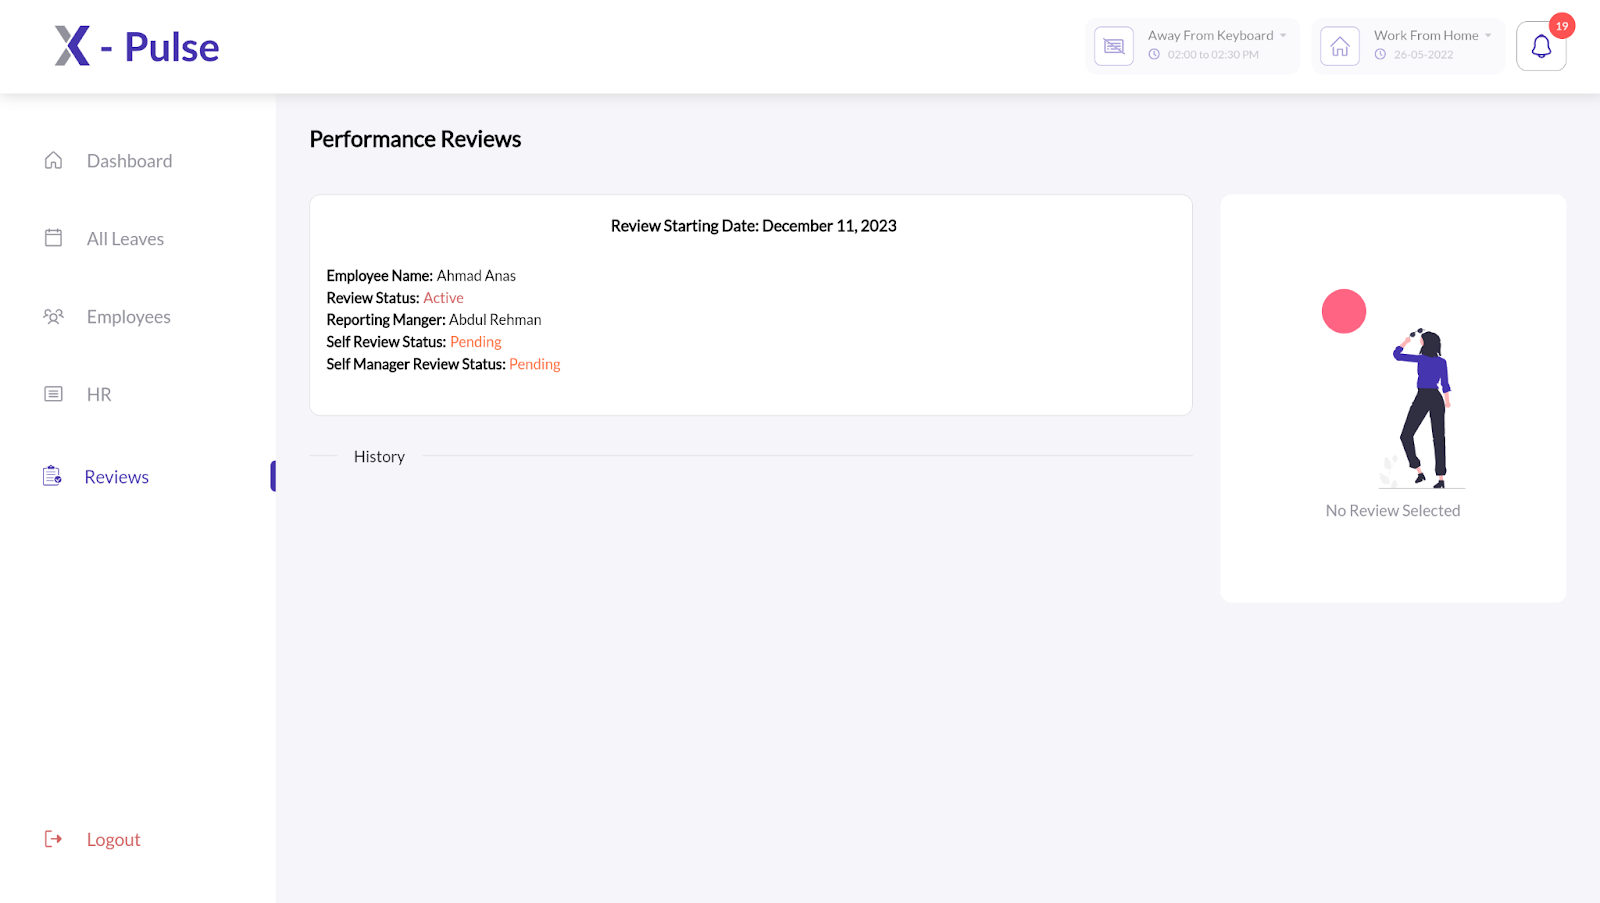 X - Pulse
Away From Keyboard
02:00 to 02:30 PM
Work From Home
26-05-2022
19
Dashboard
All Leaves
Employees
HR
Reviews
Logout
Performance Reviews
Review Starting Date: December 11, 2023
Employee Name: Ahmad Anas
Review Status: Active
Reporting Manger: Abdul Rehman
Self Review Status: Pending
Self Manager Review Status: Pending
History
No Review Selected